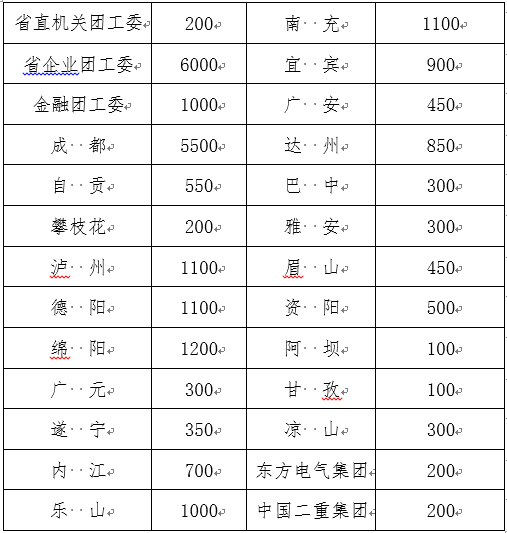 省直机关团工委 200 南 充 1100
省企业团工委 6000 宜 宾 900
金融团工委 1000 广 安 450
成 都 5500 达 州 850
自 贡 550 巴 中 300
攀枝花 200 雅 安 300
泸 州 1100 眉 山 450
德 阳 1100 资 阳 500
绵 阳 1200 阿 坝 100
广 元 300 甘 孜 100
遂 宁 350 凉 山 300
内 江 700 东方电气集团 200
乐 山 1000 中国二重集团 200